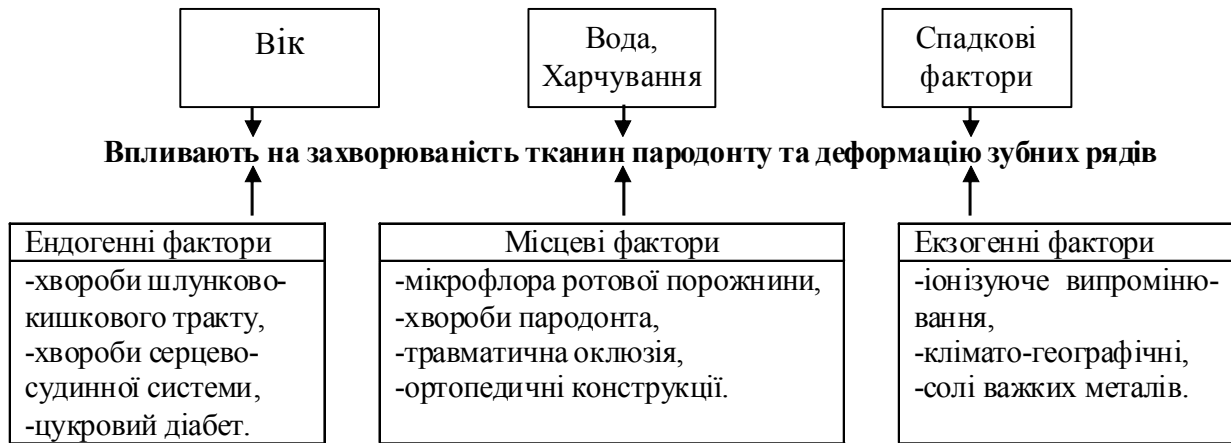 Вік
Вода,
Харчування
Спадкові
фактори
Впливають на захворюваність тканин пародонту та деформацію зубних рядів
Ендогенні фактори
-хвороби шлунково-
кишкового тракту,
-хвороби серцево-
судинної системи,
-цукровий діабет.
Місцеві фактори
-мікрофлора ротової порожнини,
-хвороби пародонта,
-травматична оклюзія,
-ортопедичні конструкції.
Екзогенні фактори
-іонізуюче випроміню-
вання,
-клімато-географічні,
-солі важких металів.